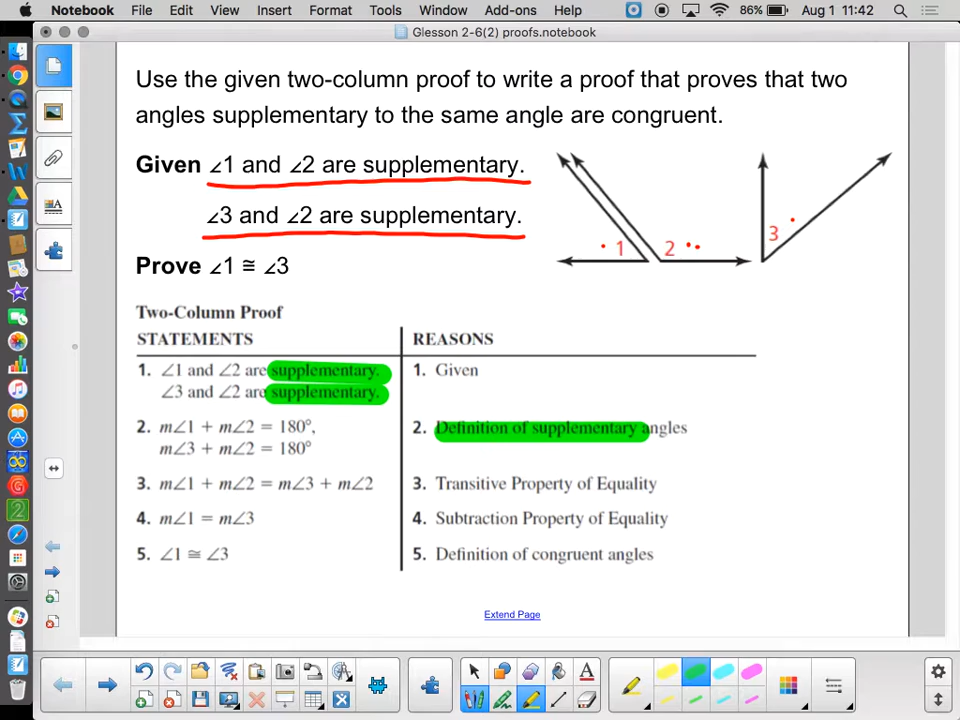 Notebook File Edit View Insert Format Tools Window Add-ons Help 86% Aug 1 11:42
Glesson 2-6(2) proofs.notebook
Use the given two-column proof to write a proof that proves that two
angles supplementary to the same angle are congruent.
Given ∠1 and ∠2 are supplementary.
∠3 and ∠2 are supplementary.
1 2 3
Prove ∠1 ≅ ∠3
Two-Column Proof
STATEMENTS REASONS
1. ∠1 and ∠2 are supplementary. 1. Given
∠3 and ∠2 are supplementary.
2. m∠1 + m∠2 = 180°, 2. Definition of supplementary angles
m∠3 + m∠2 = 180°
3. m∠1 + m∠2 = m∠3 + m∠2 3. Transitive Property of Equality
4. m∠1 = m∠3 4. Subtraction Property of Equality
5. ∠1 ≅ ∠3 5. Definition of congruent angles
Extend Page